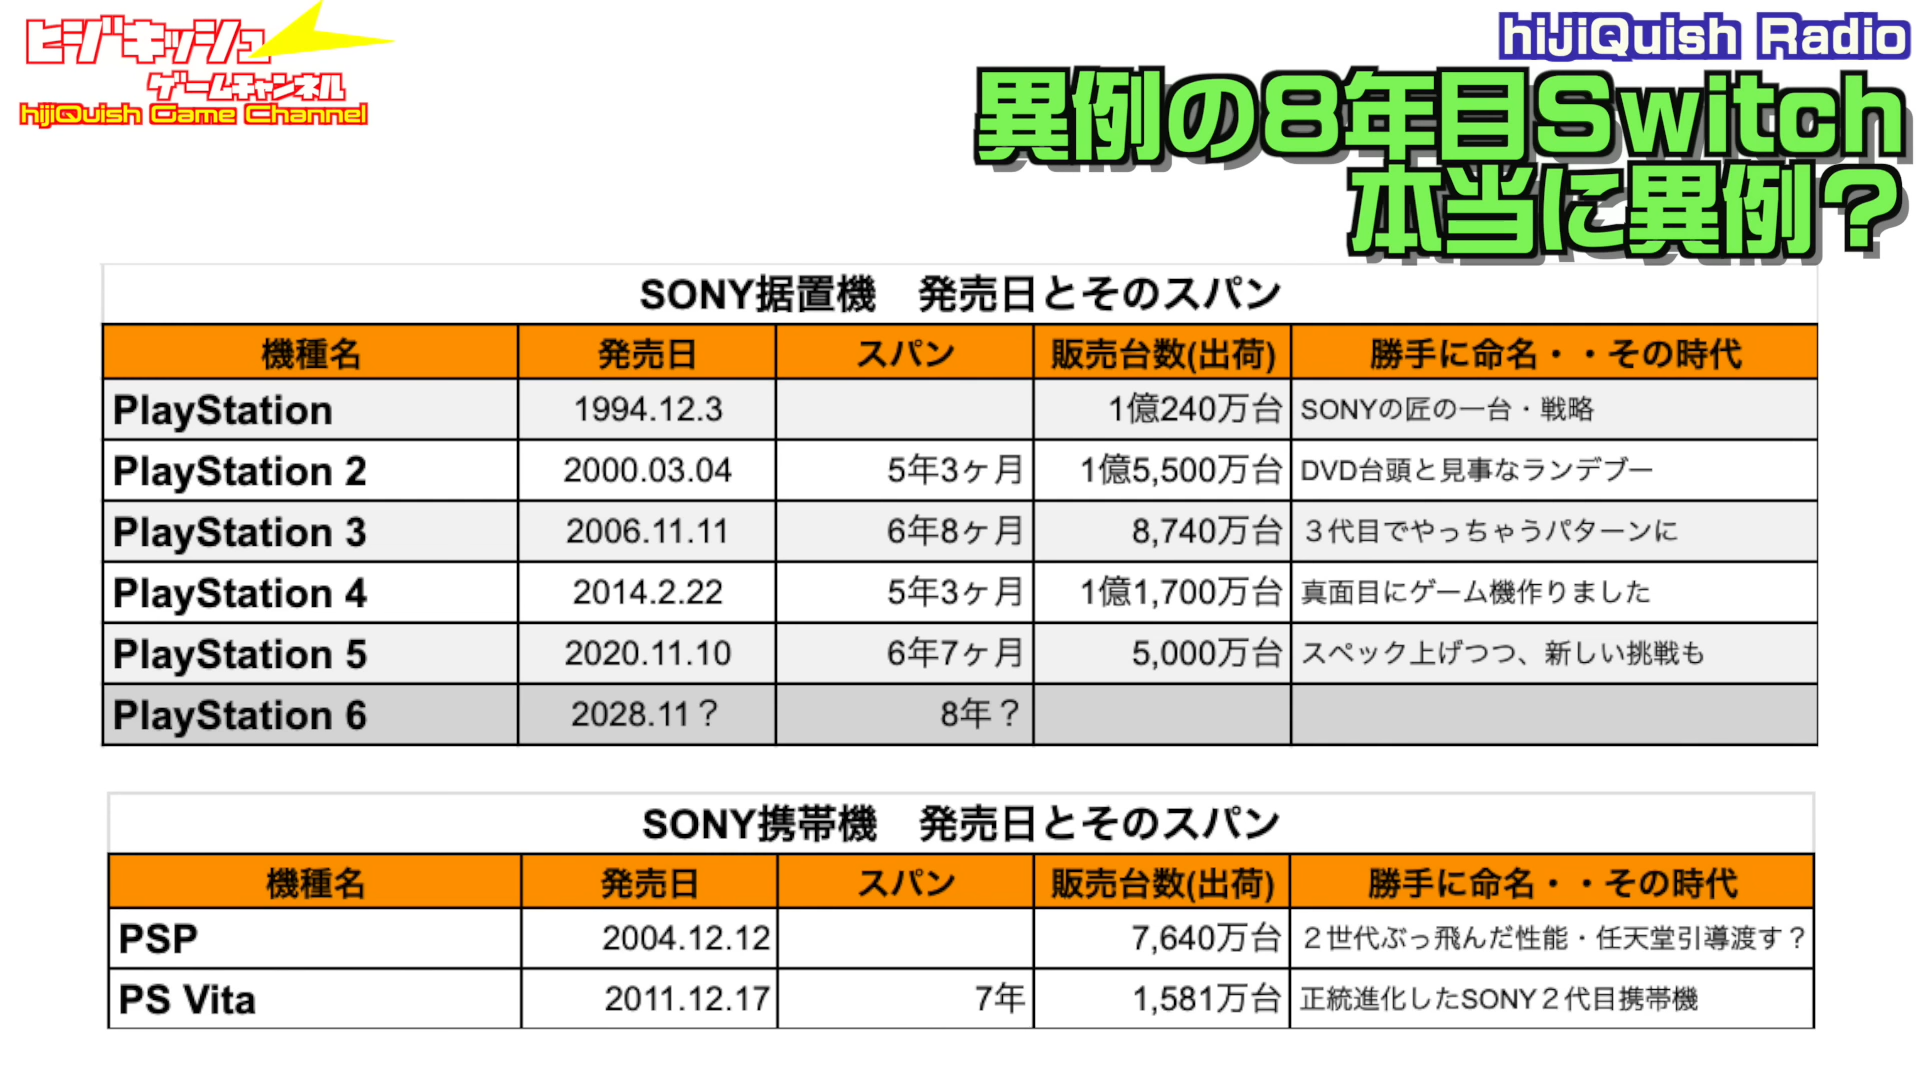 ヒジキッシュ
ゲームチャンネル
hijiQuish Game Channel
hiJiQuish Radio
異例の8年目Switch
本当に異例？
SONY据置機　発売日とそのスパン
機種名 発売日 スパン 販売台数(出荷) 勝手に命名・・その時代
PlayStation 1994.12.3 1億240万台 SONYの匠の一台・戦略
PlayStation 2 2000.03.04 5年3ヶ月 1億5,500万台 DVD台頭と見事なランデブー
PlayStation 3 2006.11.11 6年8ヶ月 8,740万台 ３代目でやっちゃうパターンに
PlayStation 4 2014.2.22 5年3ヶ月 1億1,700万台 真面目にゲーム機作りました
PlayStation 5 2020.11.10 6年7ヶ月 5,000万台 スペック上げつつ、新しい挑戦も
PlayStation 6 2028.11？ 8年？
SONY携帯機　発売日とそのスパン
機種名 発売日 スパン 販売台数(出荷) 勝手に命名・・その時代
PSP 2004.12.12 7,640万台 ２世代ぶっ飛んだ性能・任天堂引導渡す？
PS Vita 2011.12.17 7年 1,581万台 正統進化したSONY２代目携帯機